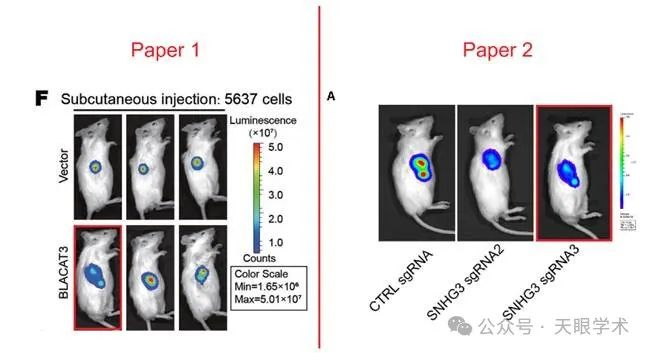 Paper 1
Paper 2
F
Subcutaneous injection: 5637 cells
Vector
BLACAT3
Luminescence
(×10⁷)
5.0
4.0
3.0
2.0
1.0
Counts
Color Scale
Min=1.65×10⁶
Max=5.01×10⁷
A
CTRL sgRNA
SNHG3 sgRNA2
SNHG3 sgRNA3
公众号 · 天眼学术